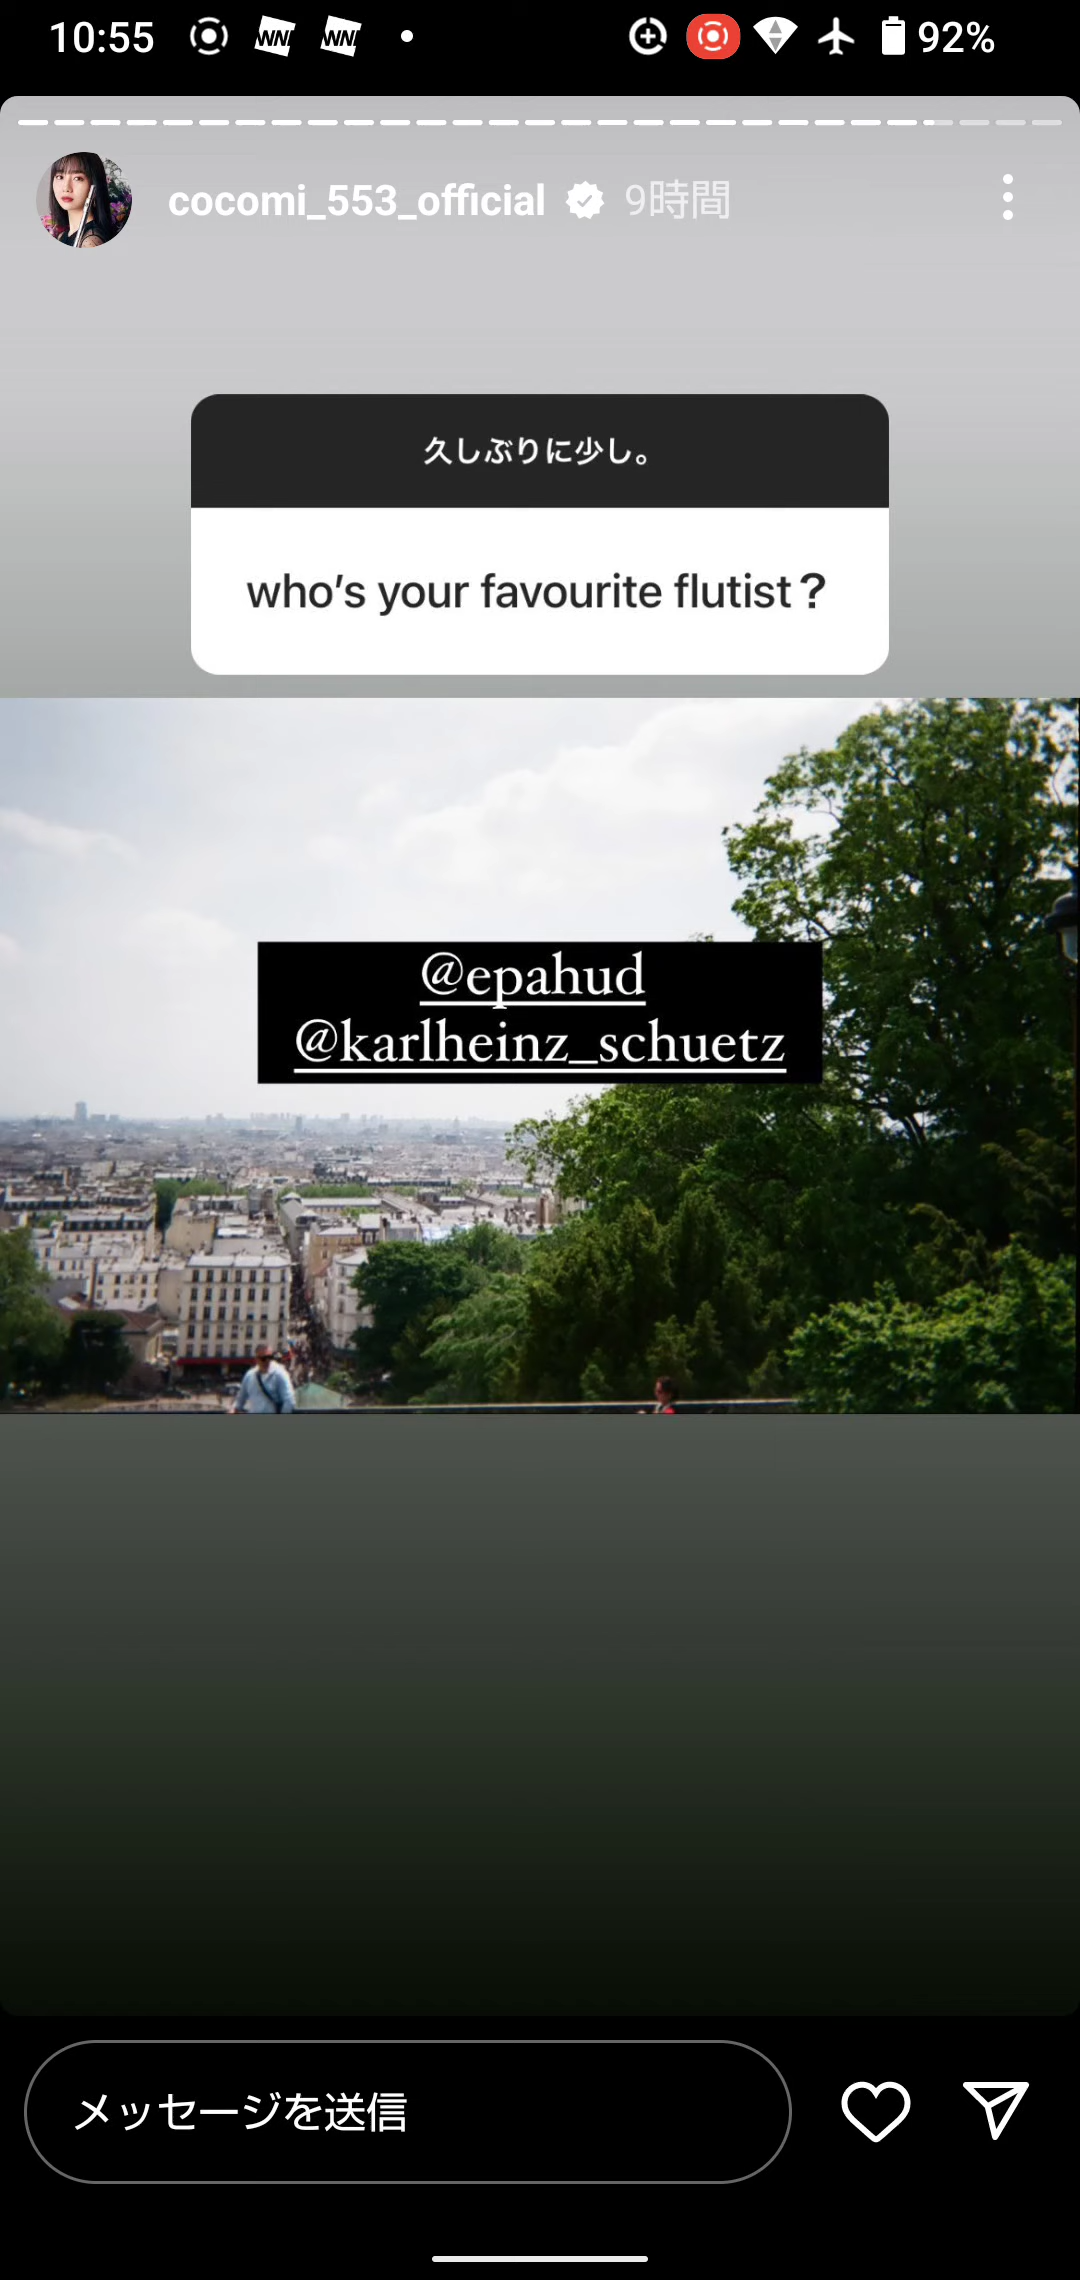 10:55
92%
cocomi_553_official 9時間
久しぶりに少し。
who's your favourite flutist？
@epahud
@karlheinz_schuetz
メッセージを送信